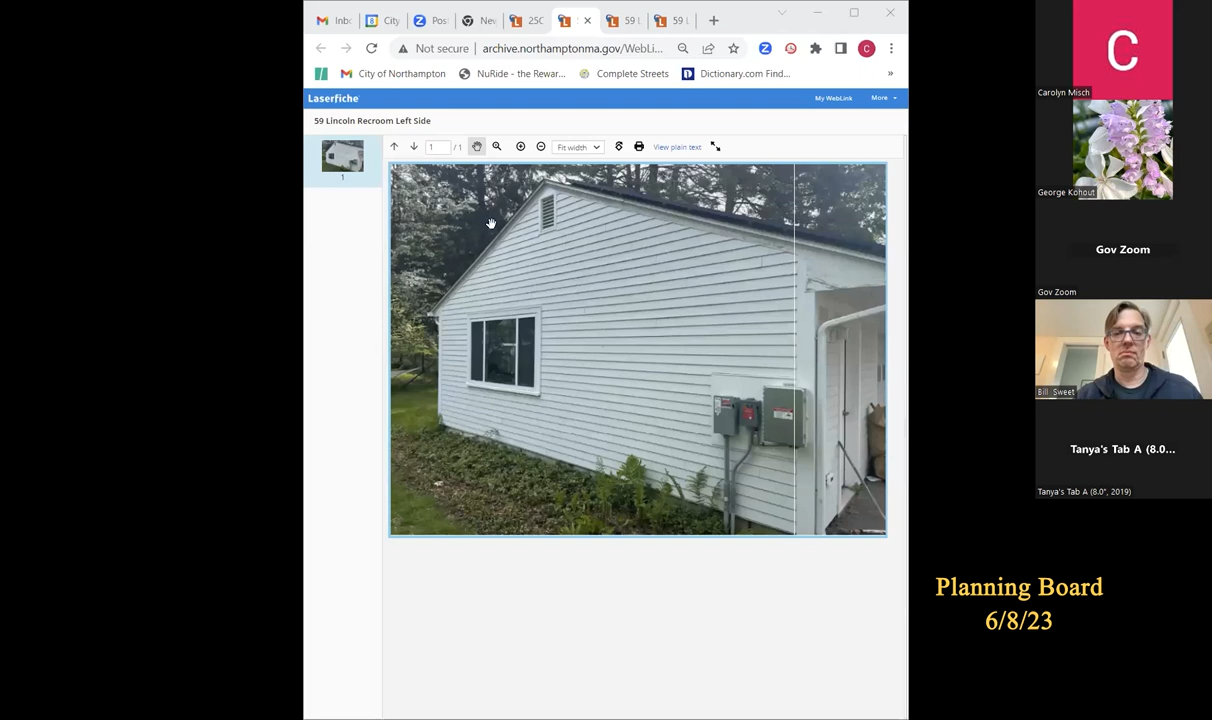 Inb
City
Pos
Nev
25C
59 L
59 L
Not secure
archive.northamptonma.gov/WebLi...
C
City of Northampton
NuRide - the Rewar...
Complete Streets
Dictionary.com Find...
»
Laserfiche
My WebLink
More
59 Lincoln Recroom Left Side
1
/ 1
Fit width
View plain text
1
C
Carolyn Misch
George Kohout
Gov Zoom
Gov Zoom
Bill Sweet
Tanya's Tab A (8.0...
Tanya's Tab A (8.0", 2019)
Planning Board
6/8/23